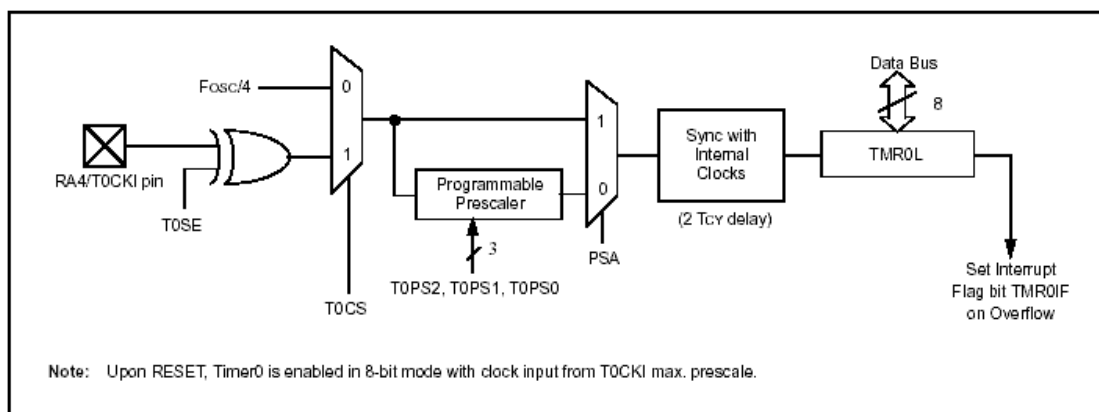 Data Bus
8
Fosc/4
0
1
RA4/T0CKI pin
T0SE
T0CS
Programmable
Prescaler
3
T0PS2, T0PS1, T0PS0
1
0
PSA
Sync with
Internal
Clocks
(2 TCY delay)
TMR0L
Set Interrupt
Flag bit TMR0IF
on Overflow
Note: Upon RESET, Timer0 is enabled in 8-bit mode with clock input from T0CKI max. prescale.